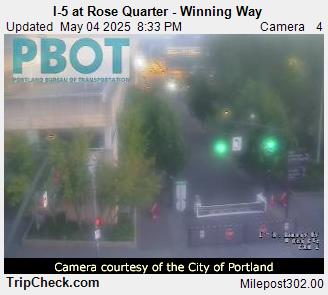 I-5 at Rose Quarter - Winning Way
Updated May 04 2025 8:33 PM Camera 4
PBOT
PORTLAND BUREAU OF TRANSPORTATION
Camera courtesy of the City of Portland
TripCheck.com Milepost302.00